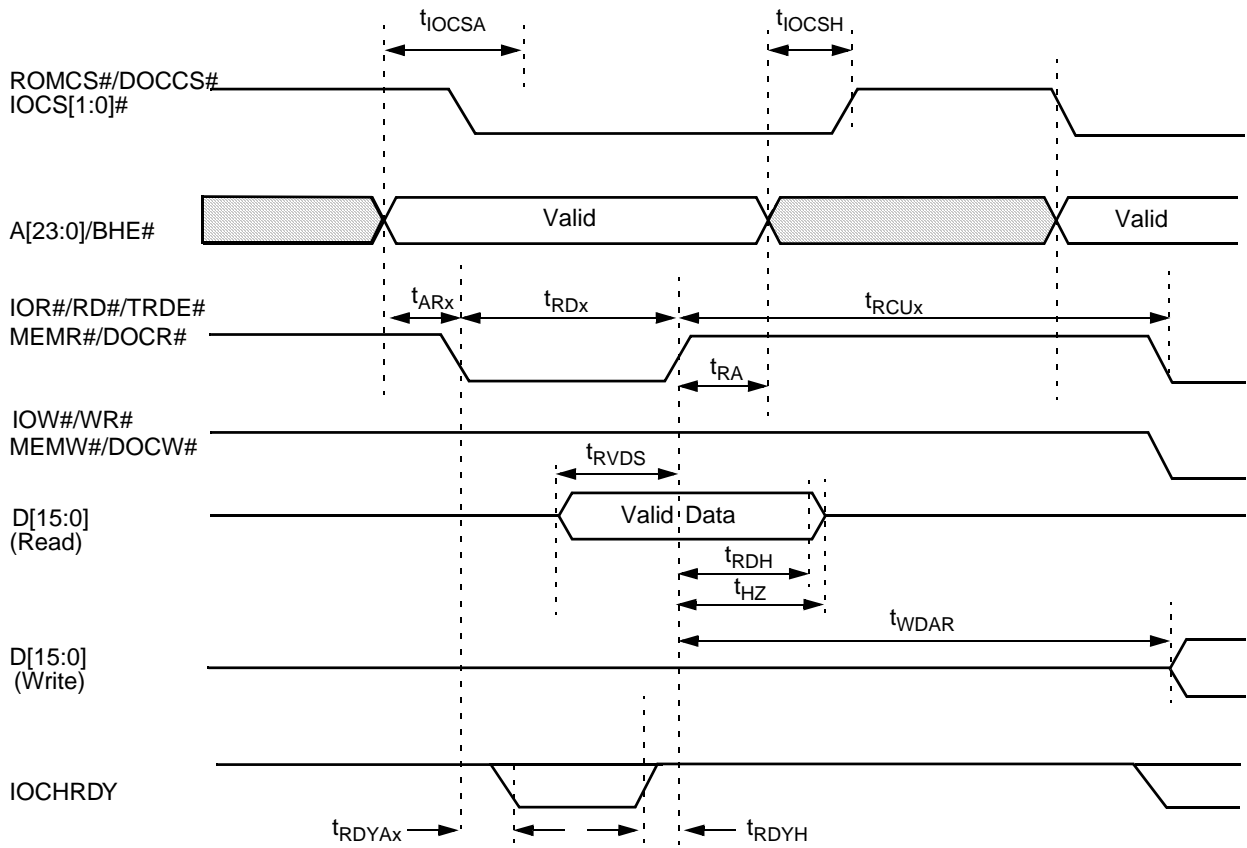 tIOCSA
tIOCSH
ROMCS#/DOCCS#
IOCS[1:0]#
A[23:0]/BHE#
Valid
Valid
IOR#/RD#/TRDE#
MEMR#/DOCR#
tARx
tRDx
tRCUx
tRA
IOW#/WR#
MEMW#/DOCW#
tRVDS
D[15:0]
(Read)
Valid Data
tRDH
tHZ
tWDAR
D[15:0]
(Write)
IOCHRDY
tRDYAx
tRDYH